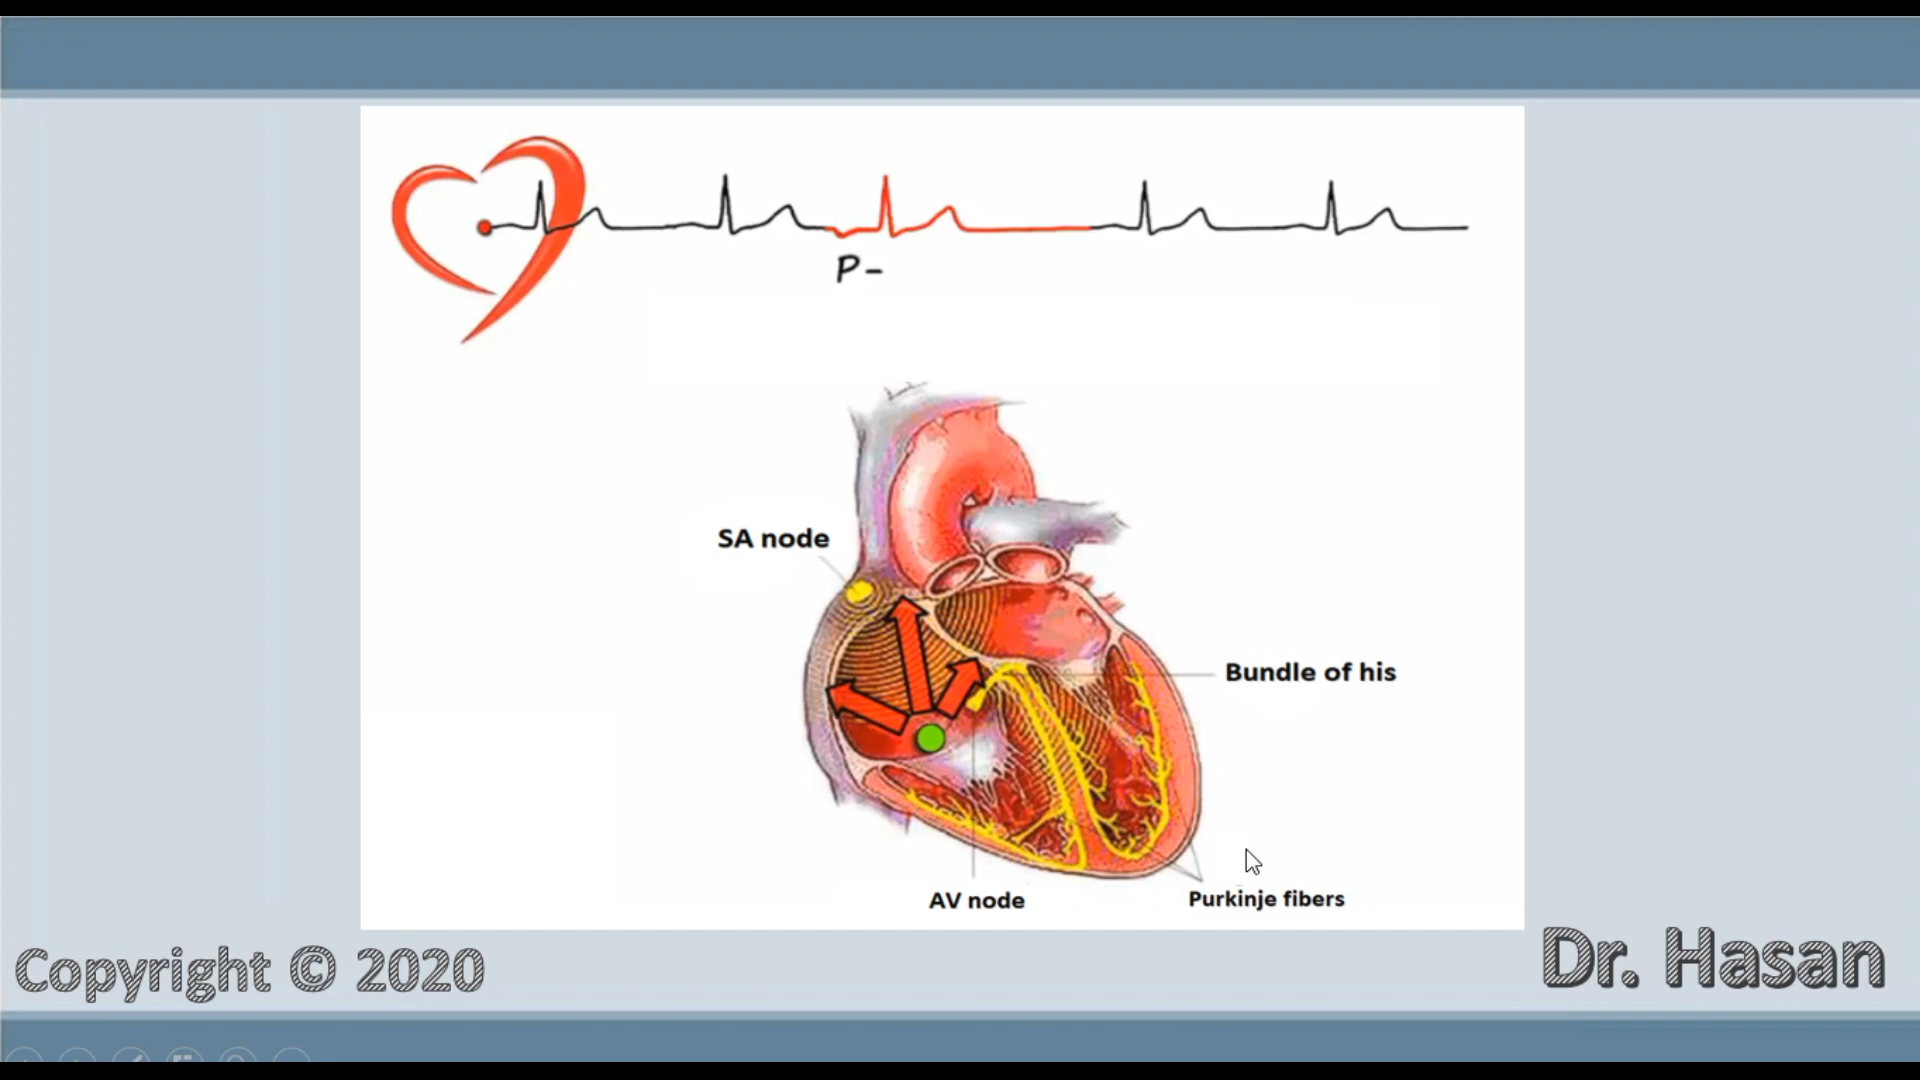 P-
SA node
Bundle of his
AV node
Purkinje fibers
Copyright © 2020
Dr. Hasan